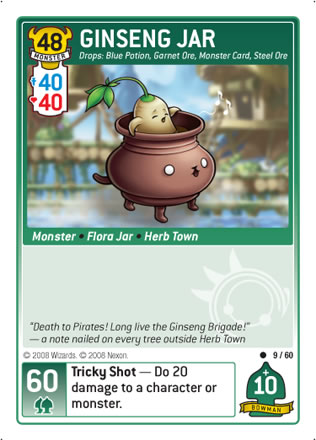 48
MONSTER
GINSENG JAR
Drops: Blue Potion, Garnet Ore, Monster Card, Steel Ore
40
40
Monster • Flora Jar • Herb Town
"Death to Pirates! Long live the Ginseng Brigade!"
— a note nailed on every tree outside Herb Town
© 2008 Wizards. © 2008 Nexon.
● 9 / 60
60
Tricky Shot — Do 20
damage to a character or
monster.
+
10
BOWMAN